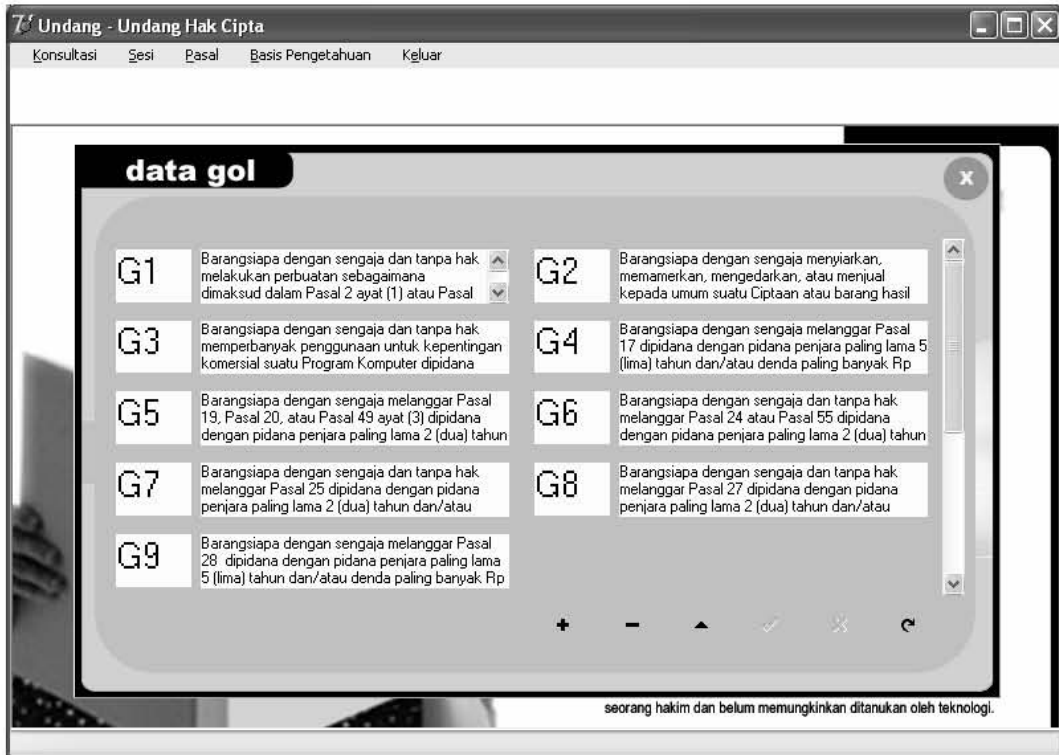 Undang - Undang Hak Cipta
Konsultasi Sesi Pasal Basis Pengetahuan Keluar
data gol
x
G1
Barangsiapa dengan sengaja dan tanpa hak
melakukan perbuatan sebagaimana
dimaksud dalam Pasal 2 ayat (1) atau Pasal
G2
Barangsiapa dengan sengaja menyiarkan,
memamerkan, mengedarkan, atau menjual
kepada umum suatu Ciptaan atau barang hasil
G3
Barangsiapa dengan sengaja dan tanpa hak
memperbanyak penggunaan untuk kepentingan
komersial suatu Program Komputer dipidana
G4
Barangsiapa dengan sengaja melanggar Pasal
17 dipidana dengan pidana penjara paling lama 5
(lima) tahun dan/atau denda paling banyak Rp
G5
Barangsiapa dengan sengaja melanggar Pasal
19, Pasal 20, atau Pasal 49 ayat (3) dipidana
dengan pidana penjara paling lama 2 (dua) tahun
G6
Barangsiapa dengan sengaja dan tanpa hak
melanggar Pasal 24 atau Pasal 55 dipidana
dengan pidana penjara paling lama 2 (dua) tahun
G7
Barangsiapa dengan sengaja dan tanpa hak
melanggar Pasal 25 dipidana dengan pidana
penjara paling lama 2 (dua) tahun dan/atau
G8
Barangsiapa dengan sengaja dan tanpa hak
melanggar Pasal 27 dipidana dengan pidana
penjara paling lama 2 (dua) tahun dan/atau
G9
Barangsiapa dengan sengaja melanggar Pasal
28 dipidana dengan pidana penjara paling lama
5 (lima) tahun dan/atau denda paling banyak Rp
seorang hakim dan belum memungkinkan ditanukan oleh teknologi.